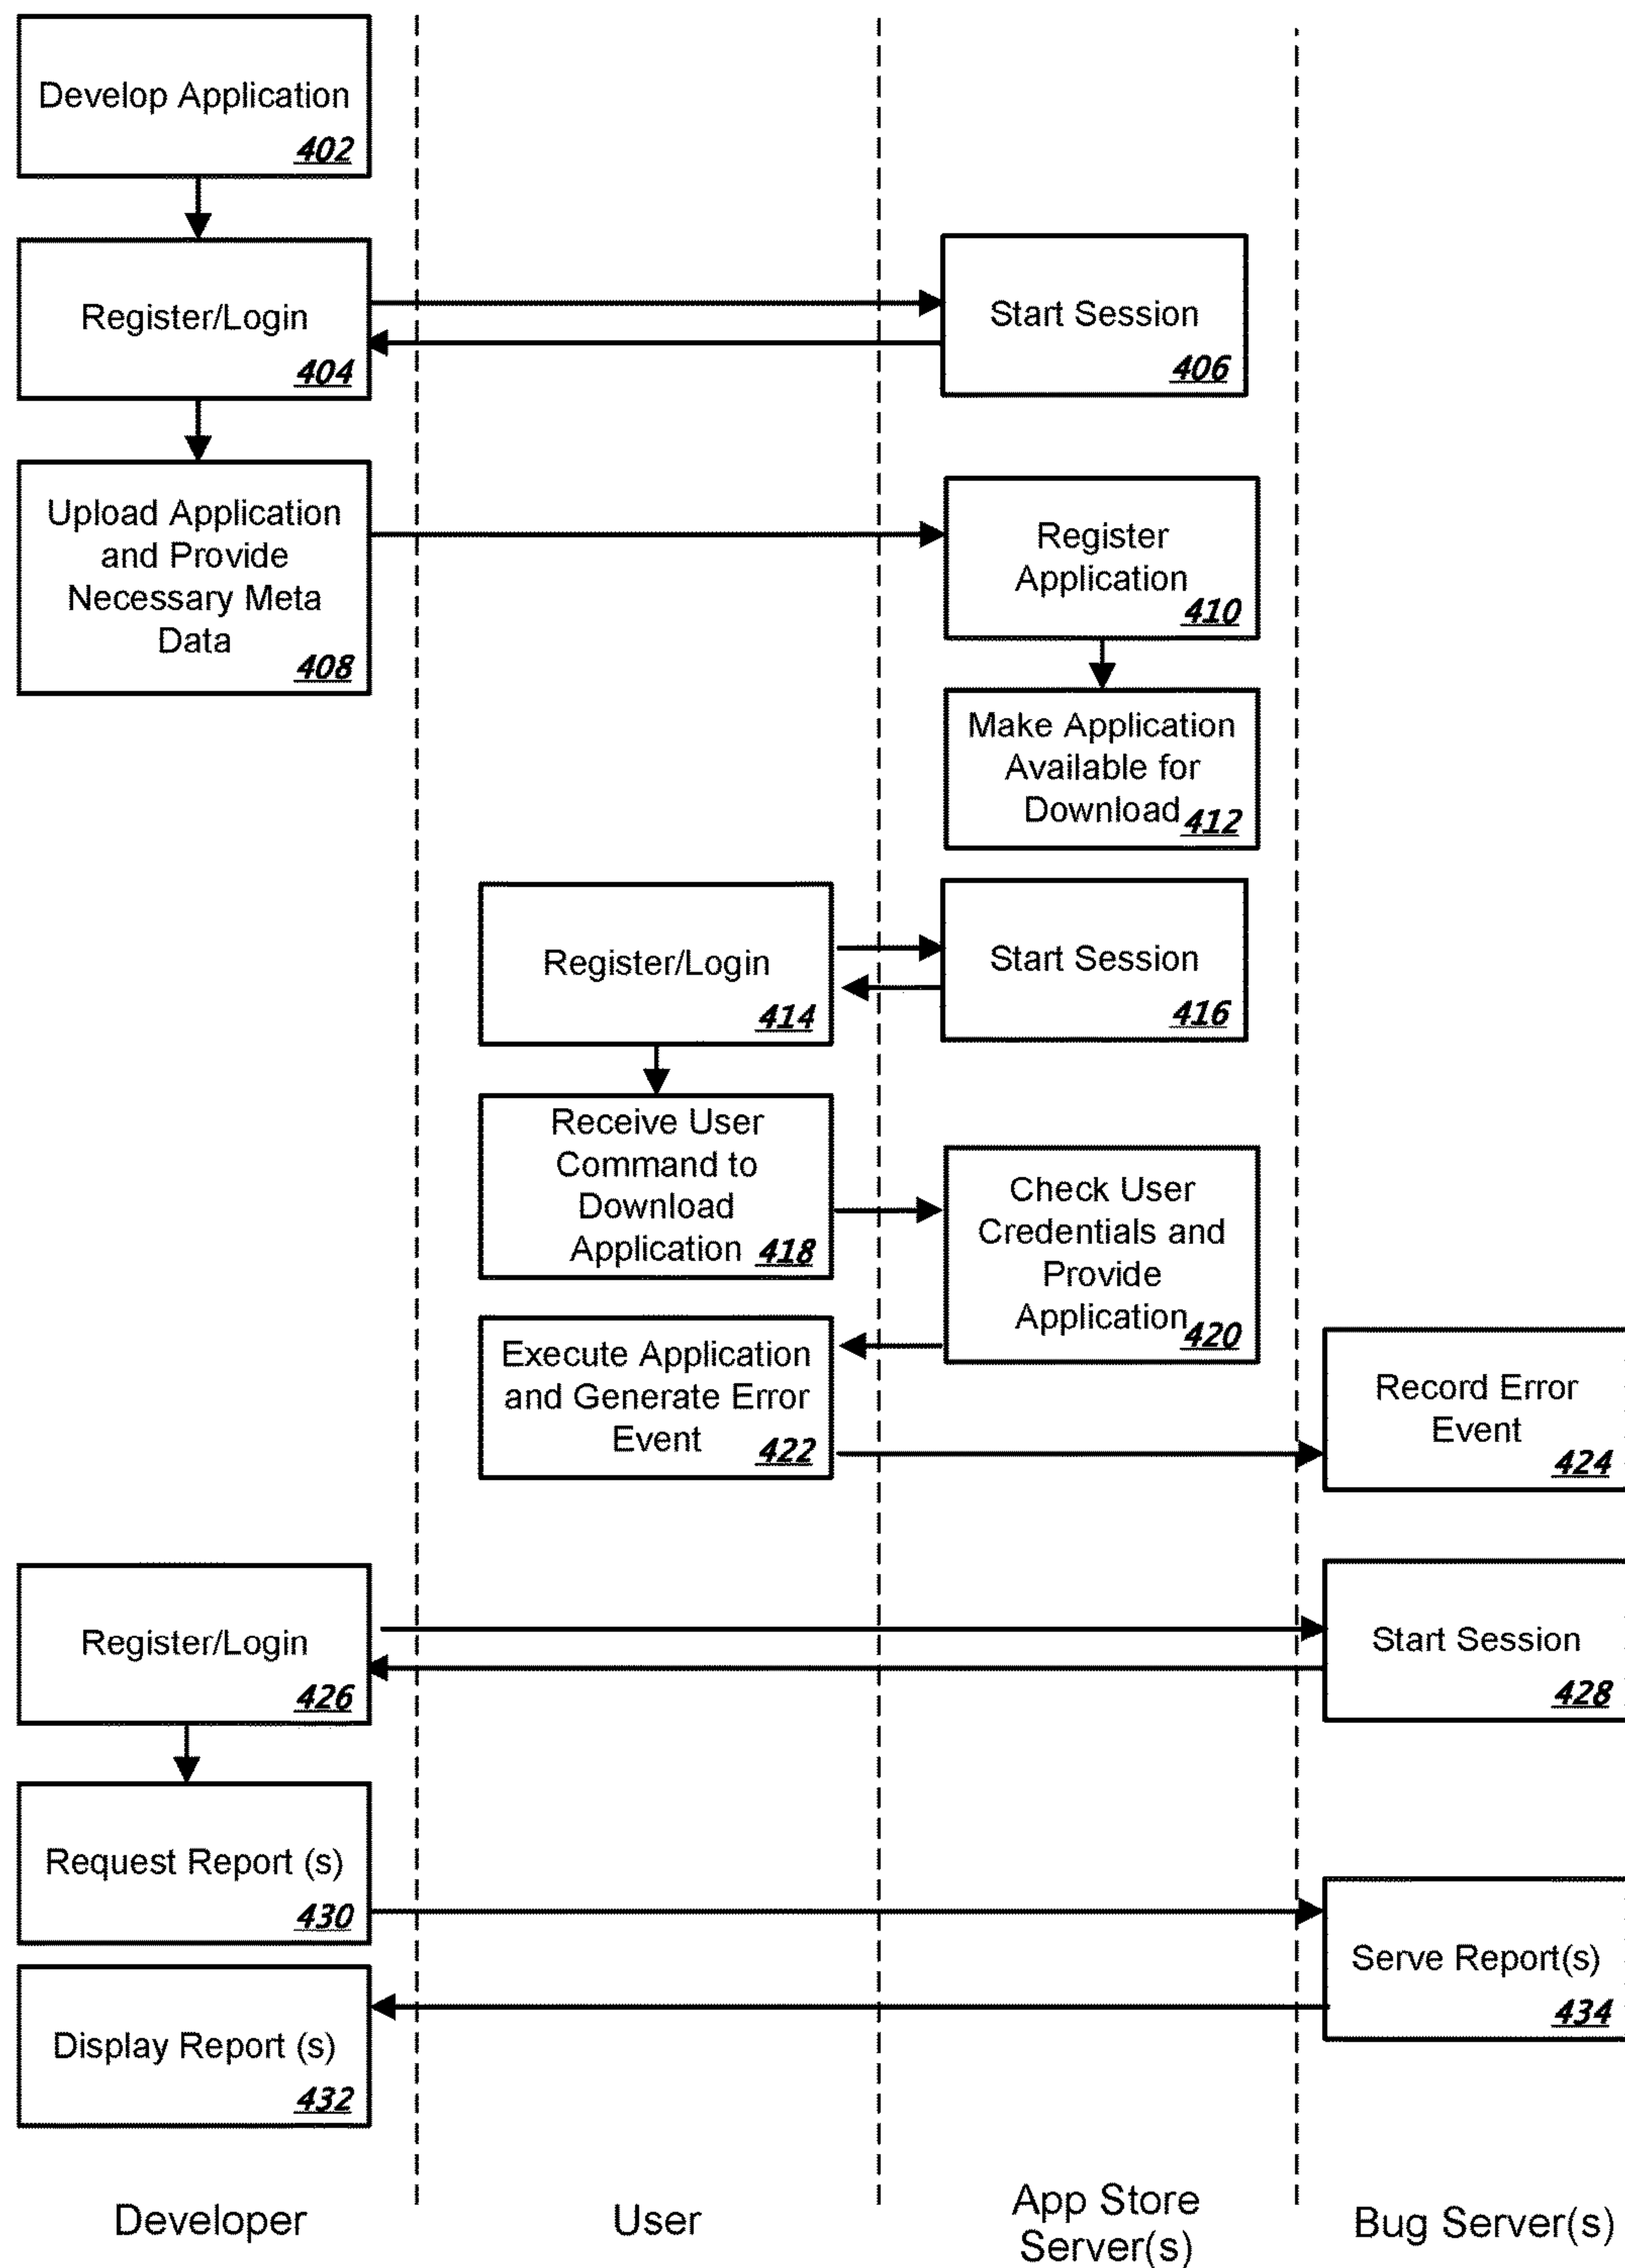 Develop Application
402
Register/Login
404
Start Session
406
Upload Application
and Provide
Necessary Meta
Data
408
Register
Application
410
Make Application
Available for
Download
412
Register/Login
414
Start Session
416
Receive User
Command to
Download
Application
418
Check User
Credentials and
Provide
Application
420
Execute Application
and Generate Error
Event
422
Record Error
Event
424
Register/Login
426
Start Session
428
Request Report (s)
430
Serve Report(s)
434
Display Report (s)
432
Developer
User
App Store
Server(s)
Bug Server(s)